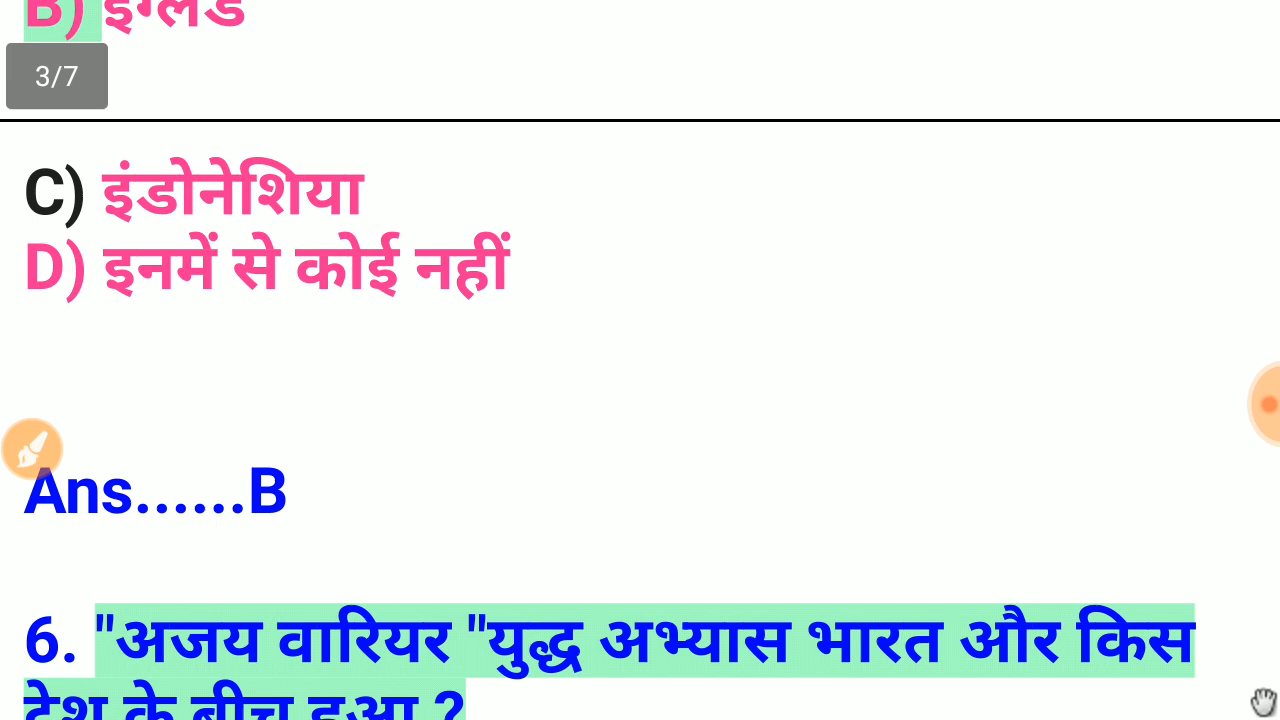 B) इंग्लैंड
3/7
C) इंडोनेशिया
D) इनमें से कोई नहीं
Ans......B
6. "अजय वारियर "युद्ध अभ्यास भारत और किस
देश के बीच हुआ ?